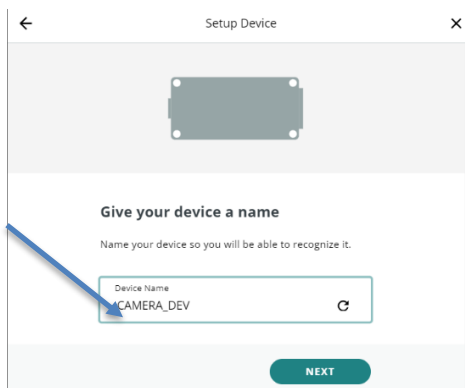 Setup Device
Give your device a name
Name your device so you will be able to recognize it.
Device Name
CAMERA_DEV
NEXT